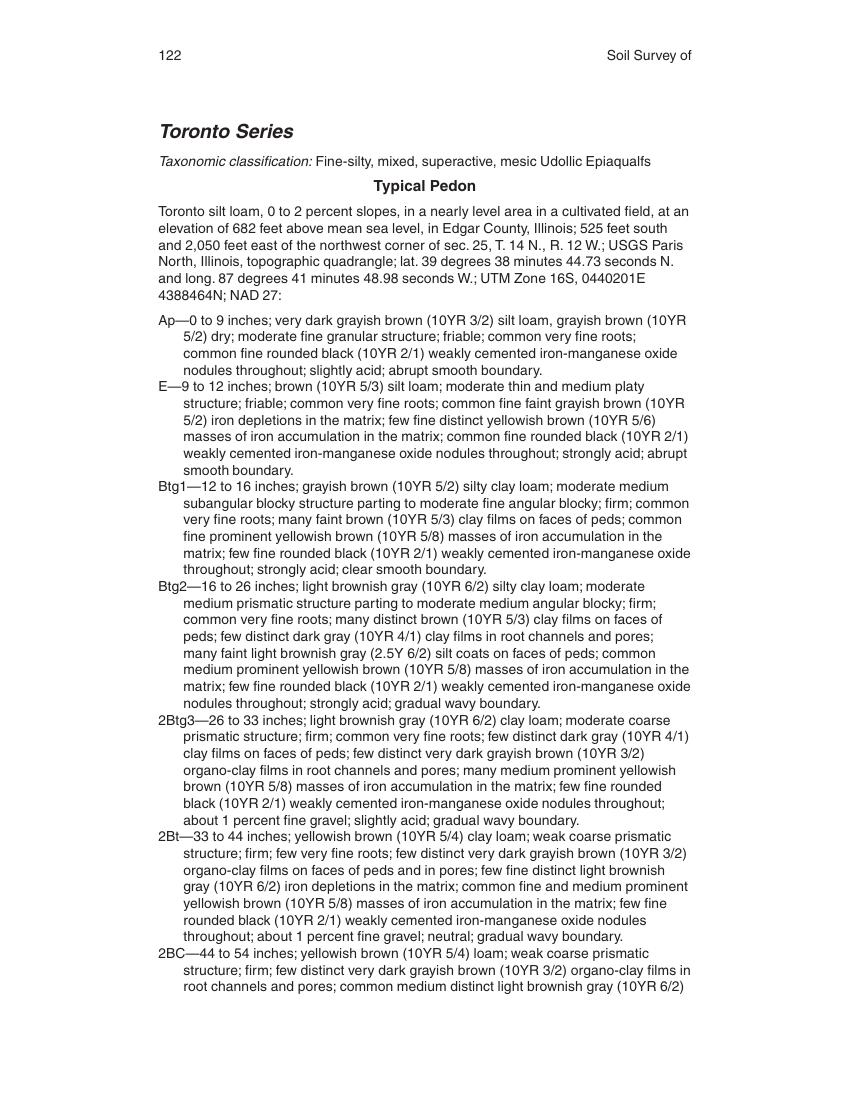 122
Soil Survey of
Toronto Series
Taxonomic classification: Fine-silty, mixed, superactive, mesic Udollic Epiaqualfs
Typical Pedon
Toronto silt loam, 0 to 2 percent slopes, in a nearly level area in a cultivated field, at an
elevation of 682 feet above mean sea level, in Edgar County, Illinois; 525 feet south
and 2,050 feet east of the northwest corner of sec. 25, T. 14 N., R. 12 W.; USGS Paris
North, Illinois, topographic quadrangle; lat. 39 degrees 38 minutes 44.73 seconds N.
and long. 87 degrees 41 minutes 48.98 seconds W.; UTM Zone 16S, 0440201E
4388464N; NAD 27:
Ap—0 to 9 inches; very dark grayish brown (10YR 3/2) silt loam, grayish brown (10YR
5/2) dry; moderate fine granular structure; friable; common very fine roots;
common fine rounded black (10YR 2/1) weakly cemented iron-manganese oxide
nodules throughout; slightly acid; abrupt smooth boundary.
E—9 to 12 inches; brown (10YR 5/3) silt loam; moderate thin and medium platy
structure; friable; common very fine roots; common fine faint grayish brown (10YR
5/2) iron depletions in the matrix; few fine distinct yellowish brown (10YR 5/6)
masses of iron accumulation in the matrix; common fine rounded black (10YR 2/1)
weakly cemented iron-manganese oxide nodules throughout; strongly acid; abrupt
smooth boundary.
Btg1—12 to 16 inches; grayish brown (10YR 5/2) silty clay loam; moderate medium
subangular blocky structure parting to moderate fine angular blocky; firm; common
very fine roots; many faint brown (10YR 5/3) clay films on faces of peds; common
fine prominent yellowish brown (10YR 5/8) masses of iron accumulation in the
matrix; few fine rounded black (10YR 2/1) weakly cemented iron-manganese oxide
throughout; strongly acid; clear smooth boundary.
Btg2—16 to 26 inches; light brownish gray (10YR 6/2) silty clay loam; moderate
medium prismatic structure parting to moderate medium angular blocky; firm;
common very fine roots; many distinct brown (10YR 5/3) clay films on faces of
peds; few distinct dark gray (10YR 4/1) clay films in root channels and pores;
many faint light brownish gray (2.5Y 6/2) silt coats on faces of peds; common
medium prominent yellowish brown (10YR 5/8) masses of iron accumulation in the
matrix; few fine rounded black (10YR 2/1) weakly cemented iron-manganese oxide
nodules throughout; strongly acid; gradual wavy boundary.
2Btg3—26 to 33 inches; light brownish gray (10YR 6/2) clay loam; moderate coarse
prismatic structure; firm; common very fine roots; few distinct dark gray (10YR 4/1)
clay films on faces of peds; few distinct very dark grayish brown (10YR 3/2)
organo-clay films in root channels and pores; many medium prominent yellowish
brown (10YR 5/8) masses of iron accumulation in the matrix; few fine rounded
black (10YR 2/1) weakly cemented iron-manganese oxide nodules throughout;
about 1 percent fine gravel; slightly acid; gradual wavy boundary.
2Bt—33 to 44 inches; yellowish brown (10YR 5/4) clay loam; weak coarse prismatic
structure; firm; few very fine roots; few distinct very dark grayish brown (10YR 3/2)
organo-clay films on faces of peds and in pores; few fine distinct light brownish
gray (10YR 6/2) iron depletions in the matrix; common fine and medium prominent
yellowish brown (10YR 5/8) masses of iron accumulation in the matrix; few fine
rounded black (10YR 2/1) weakly cemented iron-manganese oxide nodules
throughout; about 1 percent fine gravel; neutral; gradual wavy boundary.
2BC—44 to 54 inches; yellowish brown (10YR 5/4) loam; weak coarse prismatic
structure; firm; few distinct very dark grayish brown (10YR 3/2) organo-clay films in
root channels and pores; common medium distinct light brownish gray (10YR 6/2)